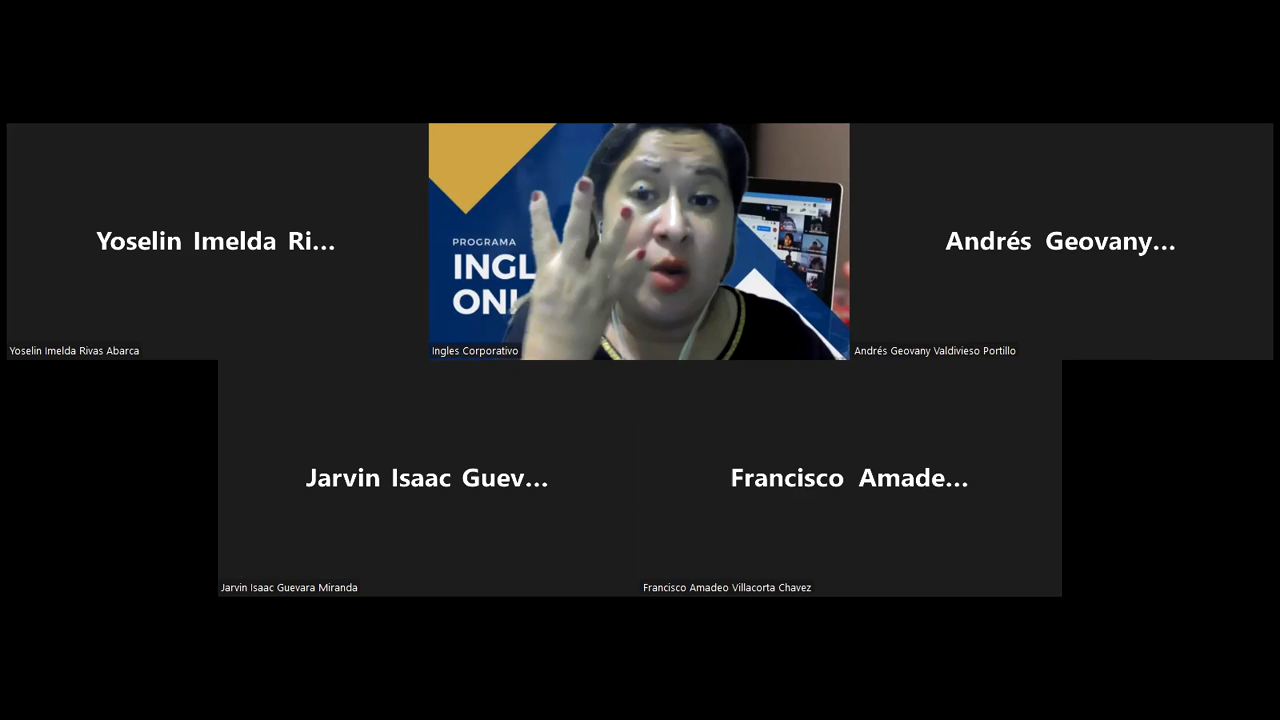 Yoselin Imelda Ri...
Yoselin Imelda Rivas Abarca
PROGRAMA
INGL
ONL
Ingles Corporativo
Andrés Geovany...
Andrés Geovany Valdivieso Portillo
Jarvin Isaac Guev...
Jarvin Isaac Guevara Miranda
Francisco Amade...
Francisco Amadeo Villacorta Chavez